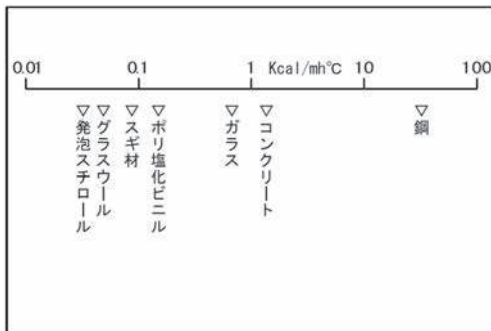 0.01 0.1 1 Kcal/mh℃ 10 100
▽発泡スチロール
▽グラスウール
▽スギ材
▽ポリ塩化ビニル
▽ガラス
▽コンクリート
▽鋼